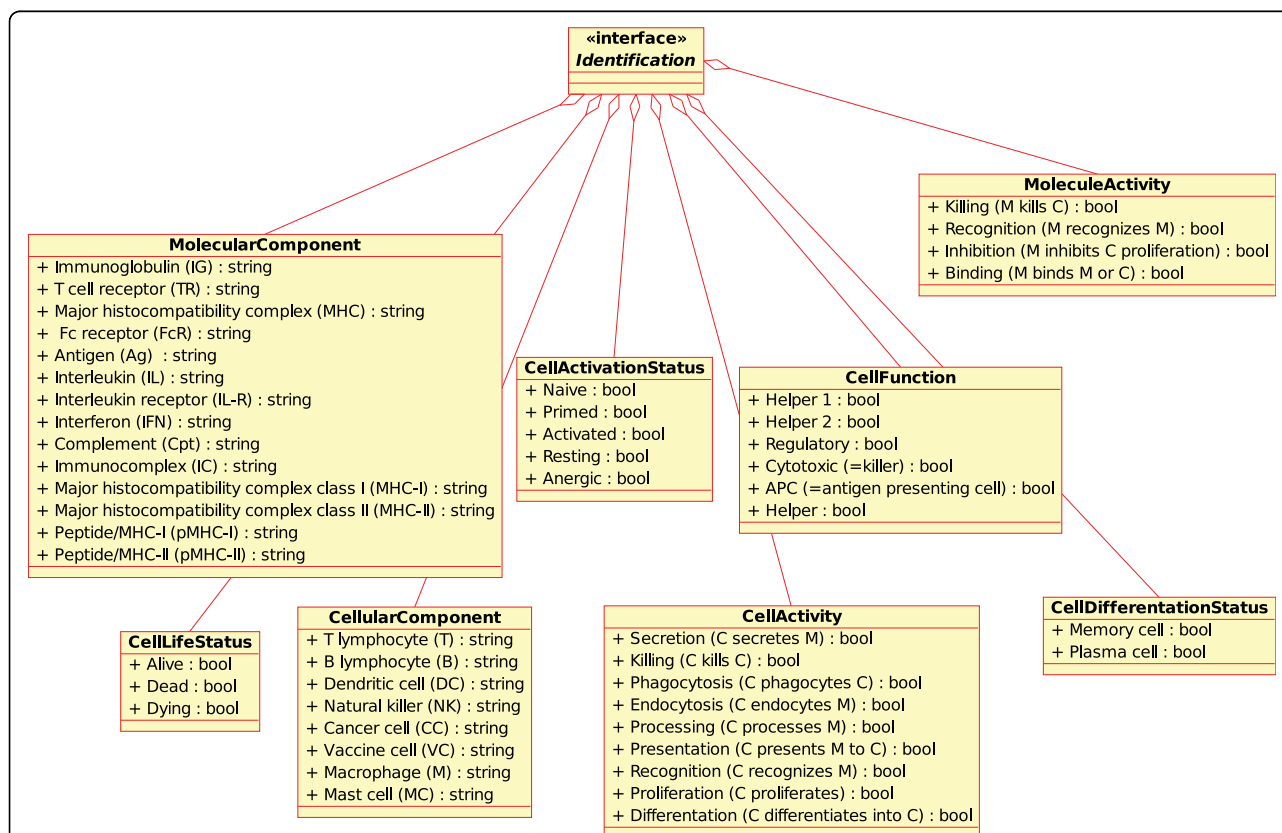 «interface»
Identification
MoleculeActivity
+ Killing (M kills C) : bool
+ Recognition (M recognizes M) : bool
+ Inhibition (M inhibits C proliferation) : bool
+ Binding (M binds M or C) : bool
MolecularComponent
+ Immunoglobulin (IG) : string
+ T cell receptor (TR) : string
+ Major histocompatibility complex (MHC) : string
+ Fc receptor (FcR) : string
+ Antigen (Ag) : string
+ Interleukin (IL) : string
+ Interleukin receptor (IL-R) : string
+ Interferon (IFN) : string
+ Complement (Cpt) : string
+ Immunocomplex (IC) : string
+ Major histocompatibility complex class I (MHC-I) : string
+ Major histocompatibility complex class II (MHC-II) : string
+ Peptide/MHC-I (pMHC-I) : string
+ Peptide/MHC-II (pMHC-II) : string
CellActivationStatus
+ Naive : bool
+ Primed : bool
+ Activated : bool
+ Resting : bool
+ Anergic : bool
CellFunction
+ Helper 1 : bool
+ Helper 2 : bool
+ Regulatory : bool
+ Cytotoxic (=killer) : bool
+ APC (=antigen presenting cell) : bool
+ Helper : bool
CellLifeStatus
+ Alive : bool
+ Dead : bool
+ Dying : bool
CellularComponent
+ T lymphocyte (T) : string
+ B lymphocyte (B) : string
+ Dendritic cell (DC) : string
+ Natural killer (NK) : string
+ Cancer cell (CC) : string
+ Vaccine cell (VC) : string
+ Macrophage (M) : string
+ Mast cell (MC) : string
CellActivity
+ Secretion (C secretes M) : bool
+ Killing (C kills C) : bool
+ Phagocytosis (C phagocytes C) : bool
+ Endocytosis (C endocytes M) : bool
+ Processing (C processes M) : bool
+ Presentation (C presents M to C) : bool
+ Recognition (C recognizes M) : bool
+ Proliferation (C proliferates) : bool
+ Differentation (C differentiates into C) : bool
CellDifferentationStatus
+ Memory cell : bool
+ Plasma cell : bool